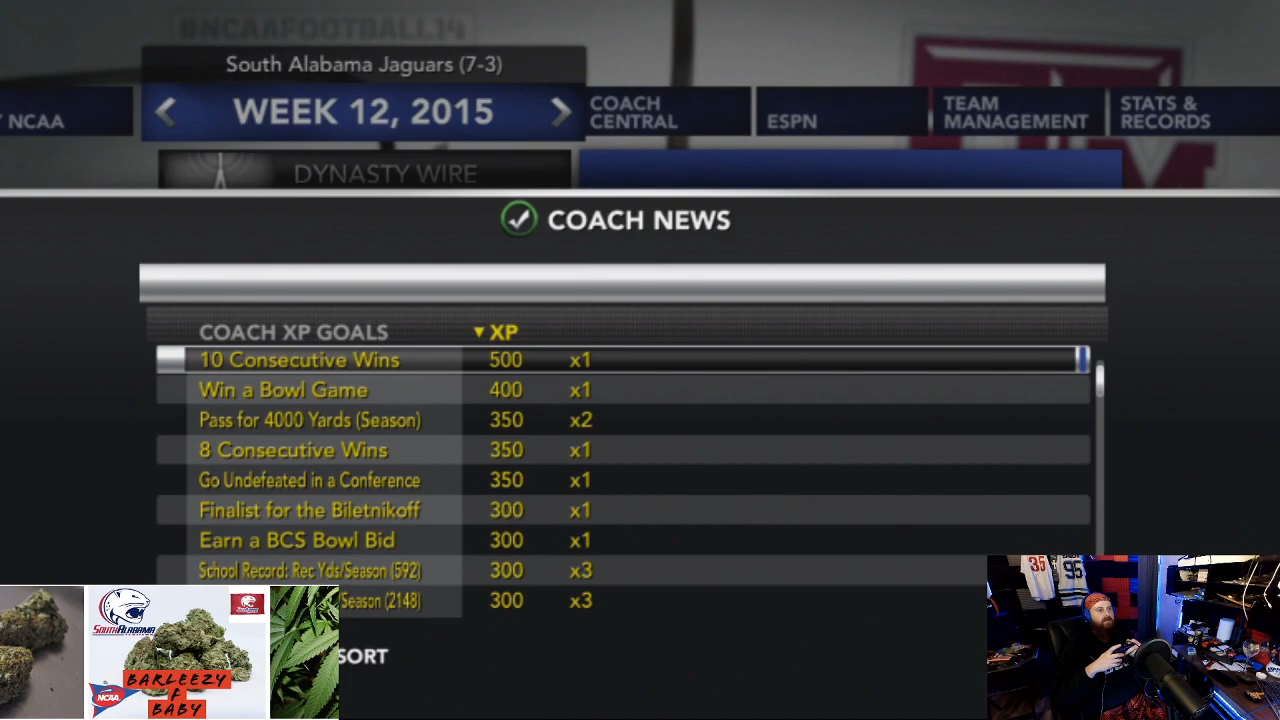 #NCAAFOOTBALL14
South Alabama Jaguars (7-3)
NCAA
WEEK 12, 2015
COACH CENTRAL
ESPN
TEAM MANAGEMENT
STATS & RECORDS
DYNASTY WIRE
COACH NEWS
COACH XP GOALS ▼ XP
10 Consecutive Wins 500 x1
Win a Bowl Game 400 x1
Pass for 4000 Yards (Season) 350 x2
8 Consecutive Wins 350 x1
Go Undefeated in a Conference 350 x1
Finalist for the Biletnikoff 300 x1
Earn a BCS Bowl Bid 300 x1
School Record: Rec Yds/Season (592) 300 x3
/Season (2148) 300 x3
SORT
SOUTH ALABAMA
NCAA
BARLEEZY
F
BABY
35
95